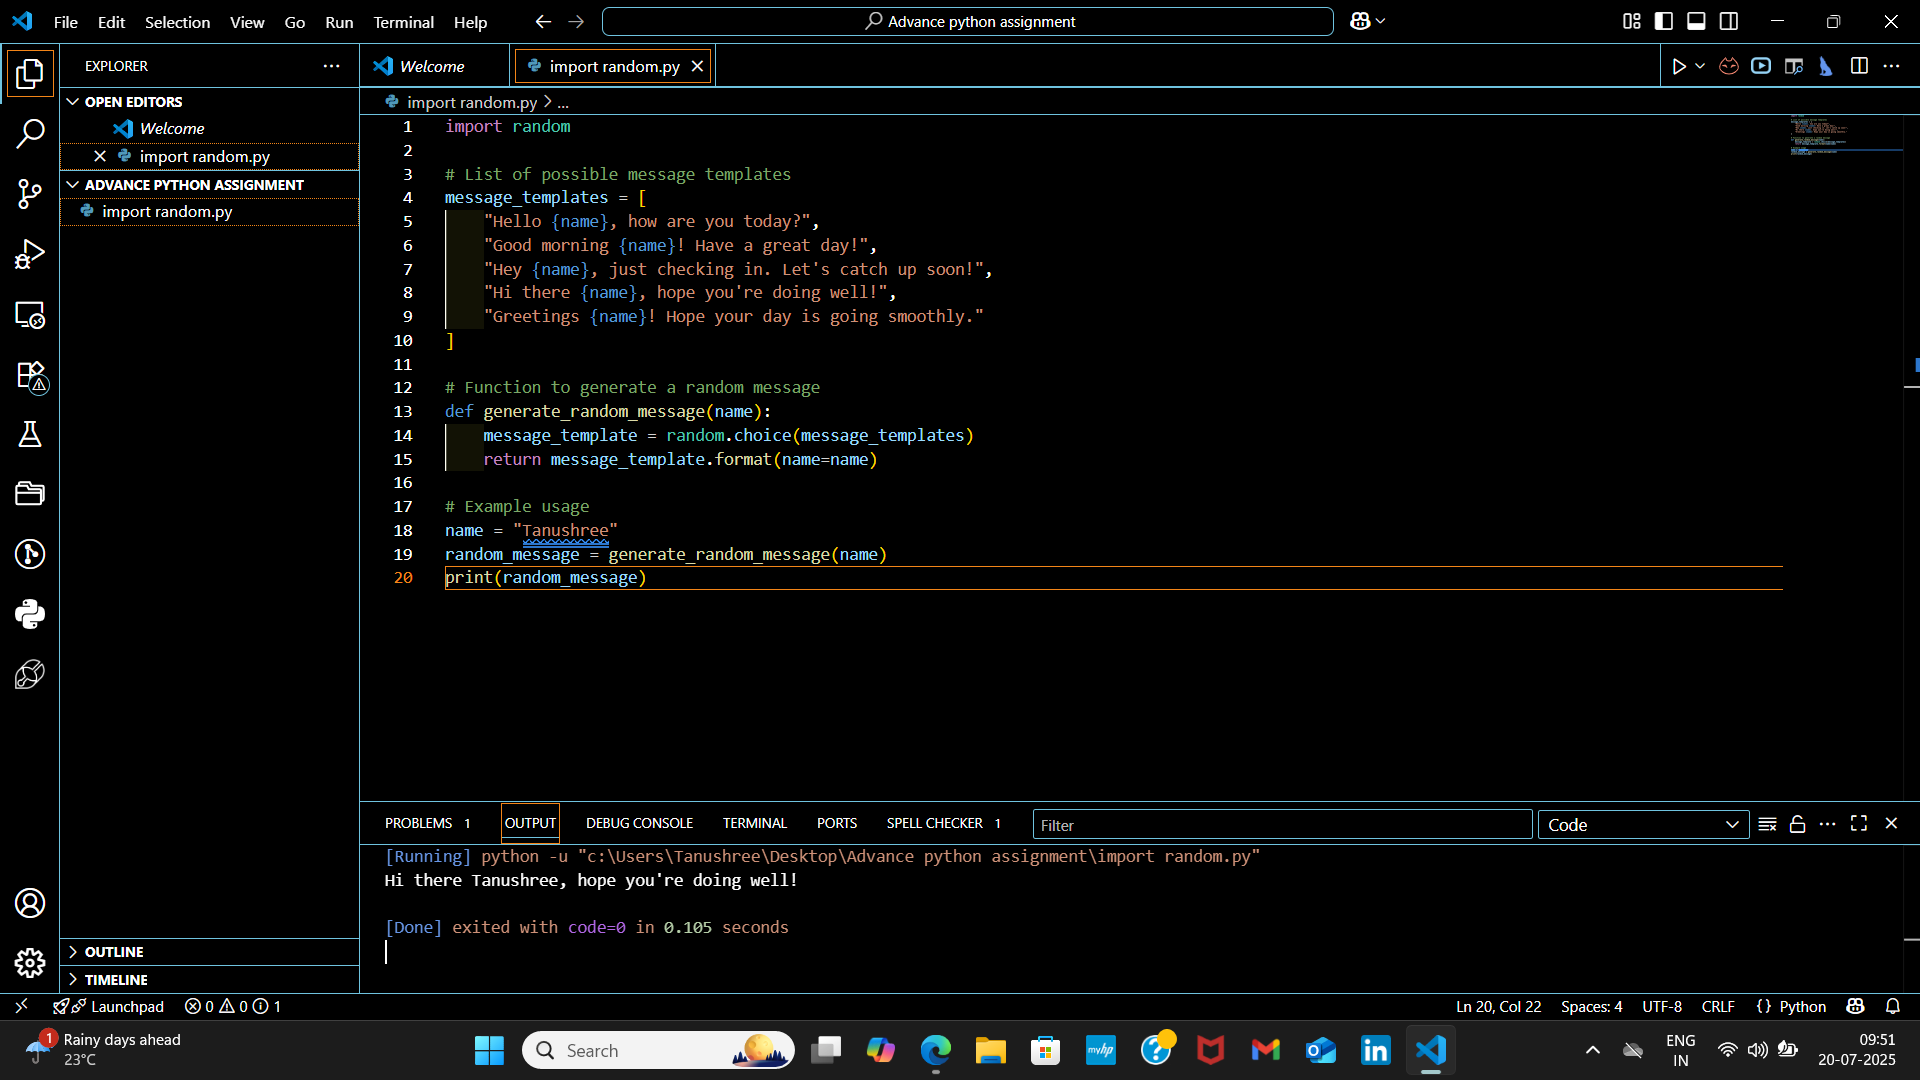 File Edit Selection View Go Run Terminal Help
Advance python assignment
EXPLORER
OPEN EDITORS
Welcome
import random.py
ADVANCE PYTHON ASSIGNMENT
import random.py
OUTLINE
TIMELINE
Welcome
import random.py
import random.py > ...
1 import random
2
3 # List of possible message templates
4 message_templates = [
5 "Hello {name}, how are you today?",
6 "Good morning {name}! Have a great day!",
7 "Hey {name}, just checking in. Let's catch up soon!",
8 "Hi there {name}, hope you're doing well!",
9 "Greetings {name}! Hope your day is going smoothly."
10 ]
11
12 # Function to generate a random message
13 def generate_random_message(name):
14 message_template = random.choice(message_templates)
15 return message_template.format(name=name)
16
17 # Example usage
18 name = "Tanushree"
19 random_message = generate_random_message(name)
20 print(random_message)
PROBLEMS 1 OUTPUT DEBUG CONSOLE TERMINAL PORTS SPELL CHECKER 1 Filter Code
[Running] python -u "c:\Users\Tanushree\Desktop\Advance python assignment\import random.py"
Hi there Tanushree, hope you're doing well!
[Done] exited with code=0 in 0.105 seconds
Launchpad 0 0 1 Ln 20, Col 22 Spaces: 4 UTF-8 CRLF {} Python
1
Rainy days ahead
23°C
Search
myhp
in
ENG
IN
09:51
20-07-2025